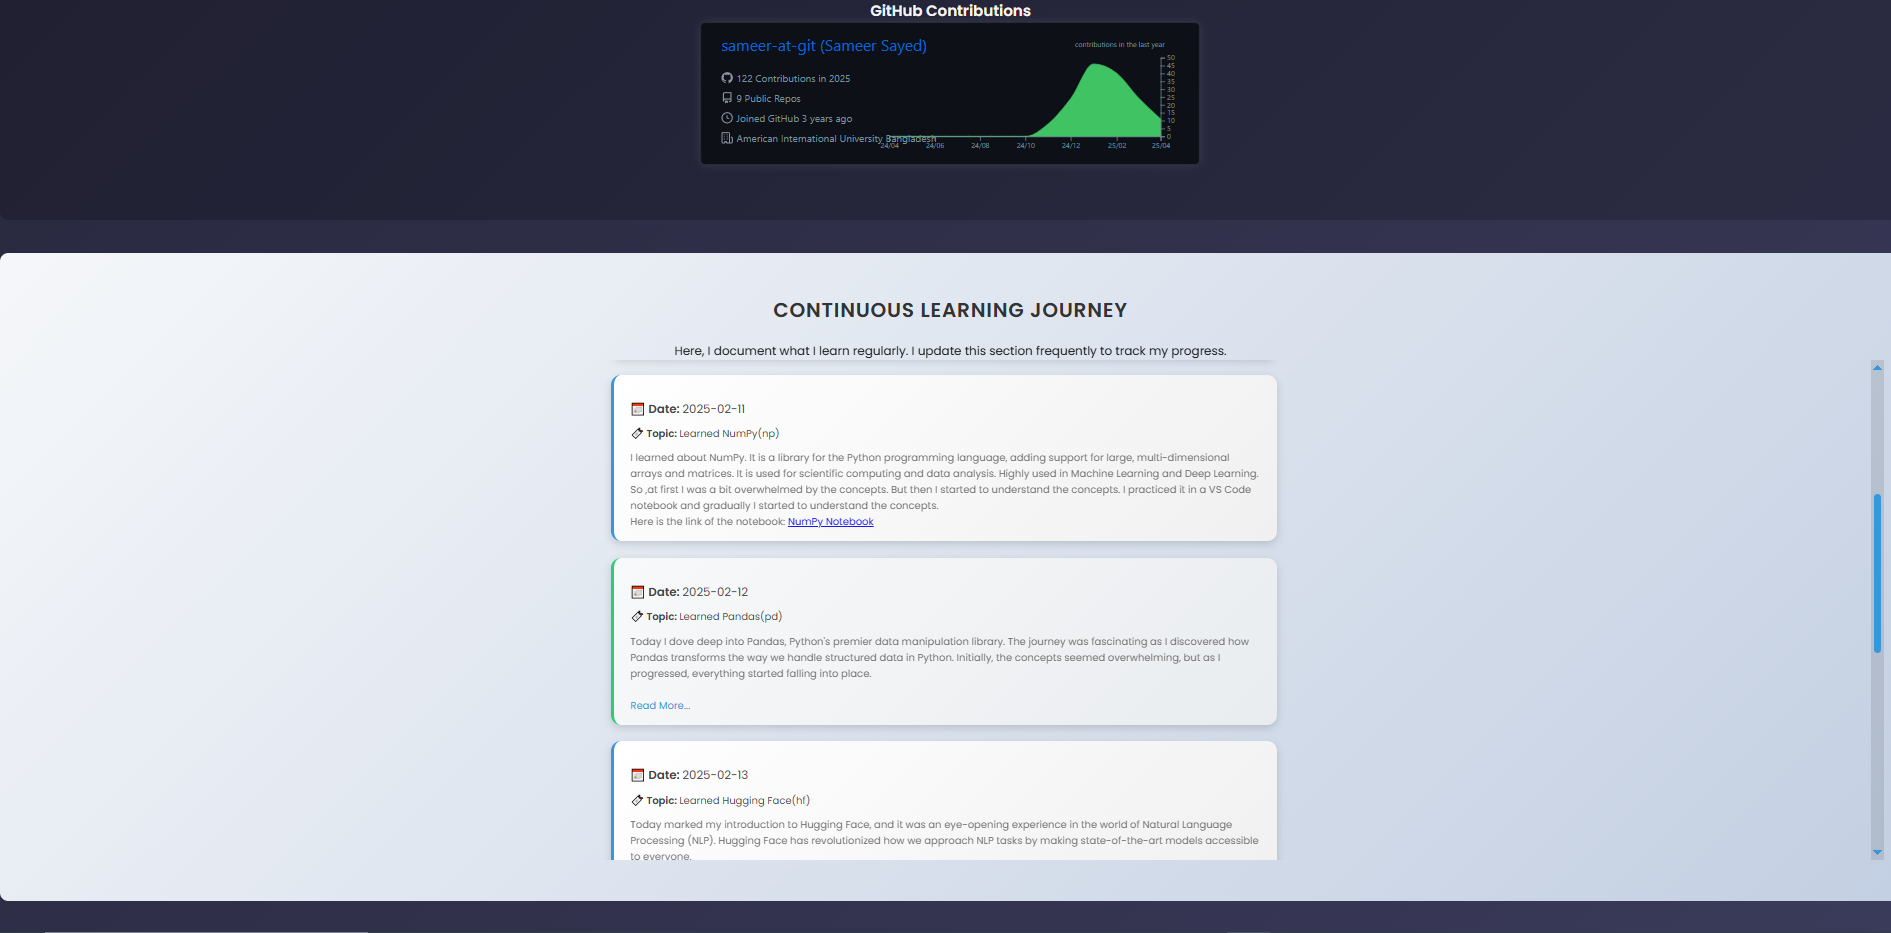 GitHub Contributions
sameer-at-git (Sameer Sayed)
contributions in the last year
122 Contributions in 2025
9 Public Repos
Joined GitHub 3 years ago
American International University Bangladesh
50
45
40
35
30
25
20
15
10
5
0
24/04 24/06 24/08 24/10 24/12 25/02 25/04
CONTINUOUS LEARNING JOURNEY
Here, I document what I learn regularly. I update this section frequently to track my progress.
Date: 2025-02-11
Topic: Learned NumPy(np)
I learned about NumPy. It is a library for the Python programming language, adding support for large, multi-dimensional
arrays and matrices. It is used for scientific computing and data analysis. Highly used in Machine Learning and Deep Learning.
So ,at first I was a bit overwhelmed by the concepts. But then I started to understand the concepts. I practiced it in a VS Code
notebook and gradually I started to understand the concepts.
Here is the link of the notebook: NumPy Notebook
Date: 2025-02-12
Topic: Learned Pandas(pd)
Today I dove deep into Pandas, Python's premier data manipulation library. The journey was fascinating as I discovered how
Pandas transforms the way we handle structured data in Python. Initially, the concepts seemed overwhelming, but as I
progressed, everything started falling into place.
Read More...
Date: 2025-02-13
Topic: Learned Hugging Face(hf)
Today marked my introduction to Hugging Face, and it was an eye-opening experience in the world of Natural Language
Processing (NLP). Hugging Face has revolutionized how we approach NLP tasks by making state-of-the-art models accessible
to everyone.